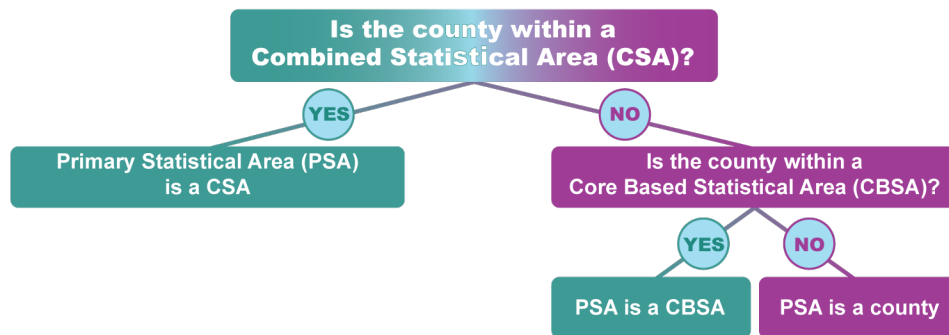 Is the county within a
Combined Statistical Area (CSA)?
YES
NO
Primary Statistical Area (PSA)
is a CSA
Is the county within a
Core Based Statistical Area (CBSA)?
YES
NO
PSA is a CBSA
PSA is a county